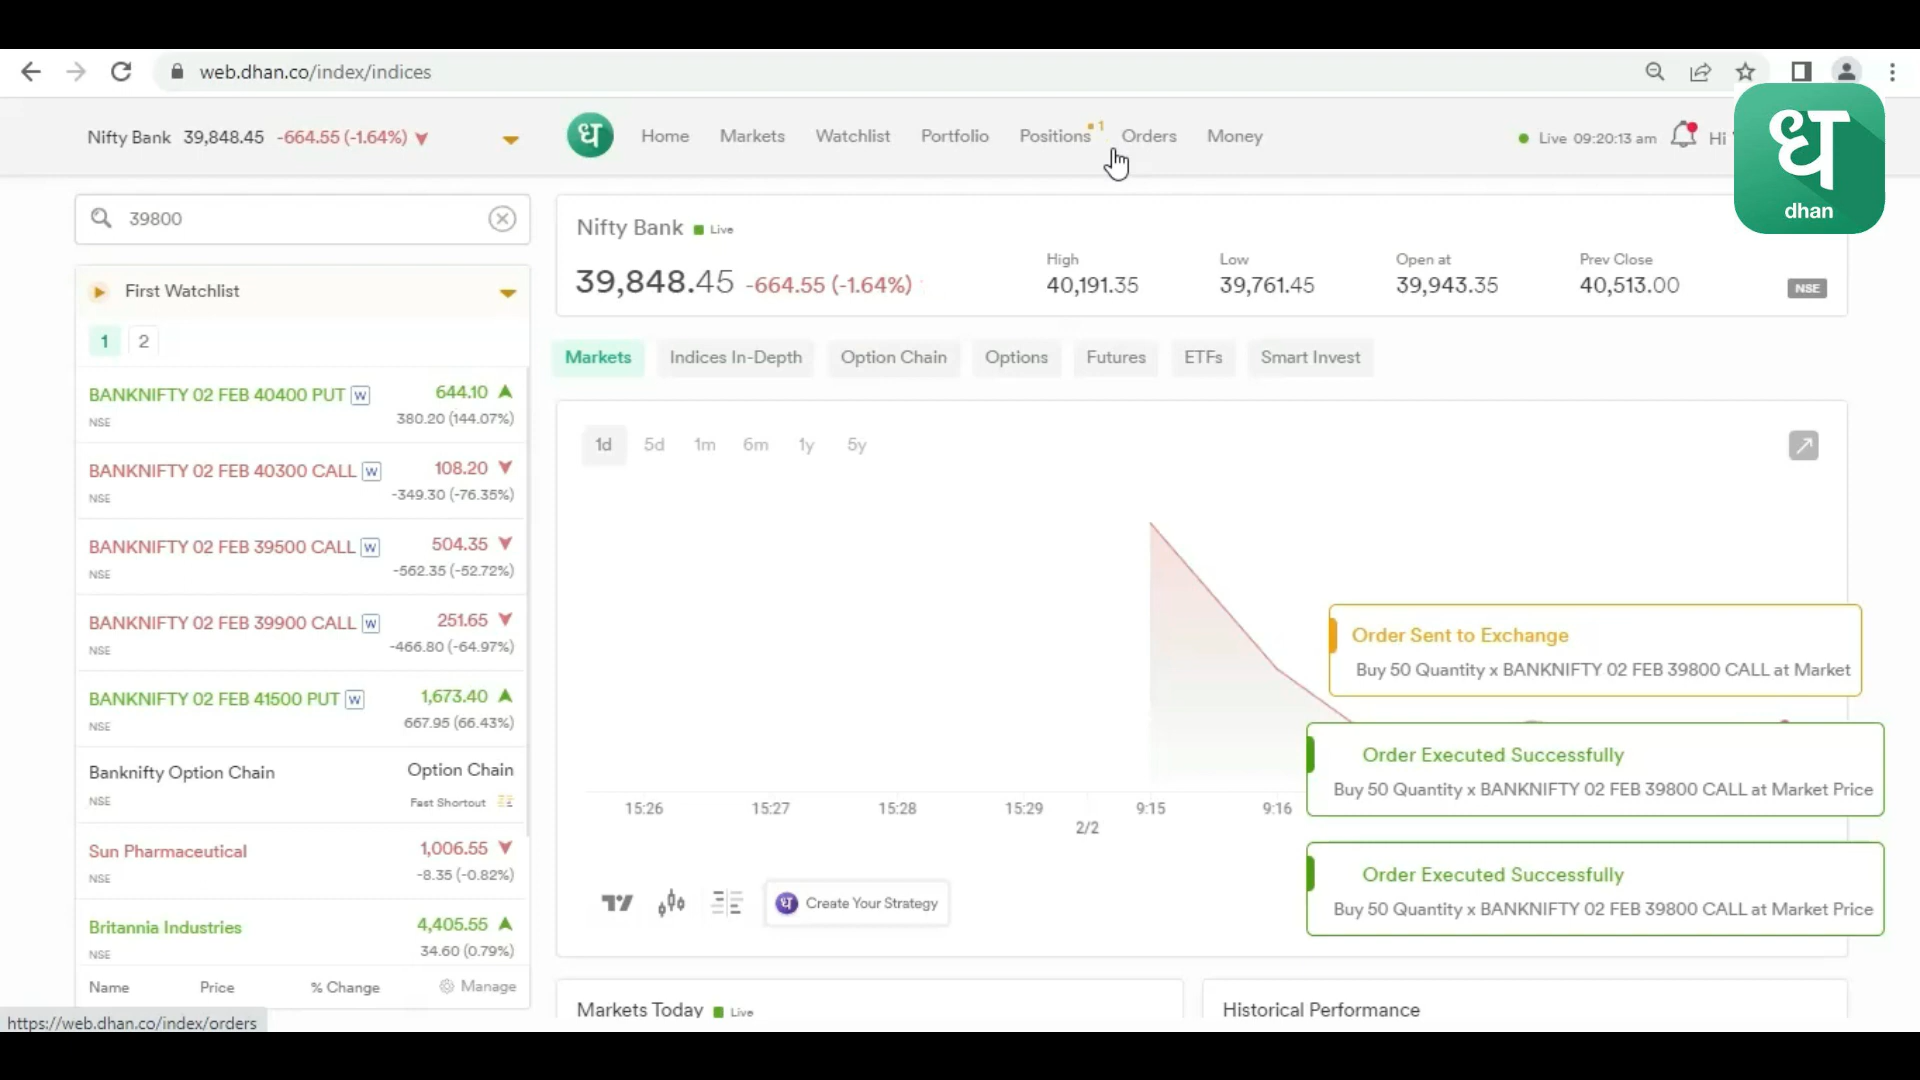 web.dhan.co/index/indices
Nifty Bank 39,848.45 -664.55 (-1.64%)
ध
Home Markets Watchlist Portfolio Positions 1 Orders Money
Live 09:20:13 am Hi
ध
dhan
39800
First Watchlist
1 2
BANKNIFTY 02 FEB 40400 PUT W 644.10
NSE 380.20 (144.07%)
BANKNIFTY 02 FEB 40300 CALL W 108.20
NSE -349.30 (-76.35%)
BANKNIFTY 02 FEB 39500 CALL W 504.35
NSE -562.35 (-52.72%)
BANKNIFTY 02 FEB 39900 CALL W 251.65
NSE -466.80 (-64.97%)
BANKNIFTY 02 FEB 41500 PUT W 1,673.40
NSE 667.95 (66.43%)
Banknifty Option Chain Option Chain
NSE Fast Shortcut
Sun Pharmaceutical 1,006.55
NSE -8.35 (-0.82%)
Britannia Industries 4,405.55
NSE 34.60 (0.79%)
Name Price % Change Manage
https://web.dhan.co/index/orders
Nifty Bank Live
39,848.45 -664.55 (-1.64%)
High Low Open at Prev Close
40,191.35 39,761.45 39,943.35 40,513.00 NSE
Markets Indices In-Depth Option Chain Options Futures ETFs Smart Invest
1d 5d 1m 6m 1y 5y
Order Sent to Exchange
Buy 50 Quantity x BANKNIFTY 02 FEB 39800 CALL at Market
Order Executed Successfully
Buy 50 Quantity x BANKNIFTY 02 FEB 39800 CALL at Market Price
15:26 15:27 15:28 15:29 9:15 9:16
2/2
Order Executed Successfully
Buy 50 Quantity x BANKNIFTY 02 FEB 39800 CALL at Market Price
ध Create Your Strategy
Markets Today Live
Historical Performance